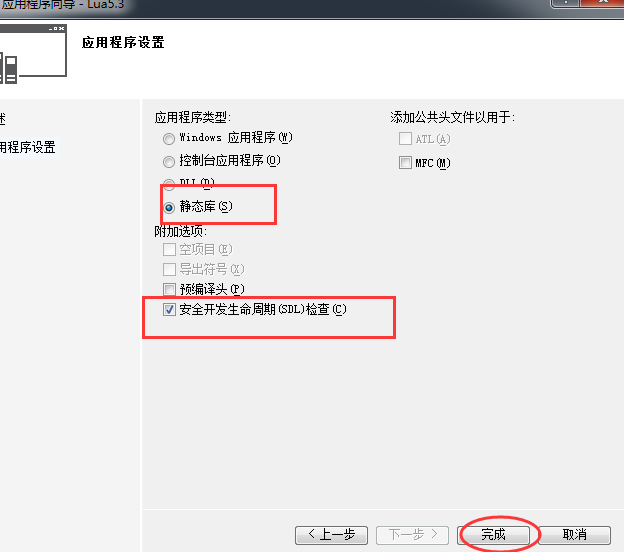 应用程序向导 - Lua5.3
应用程序设置
述
用程序设置
应用程序类型:
添加公共头文件以用于:
Windows 应用程序(W)
ATL(A)
控制台应用程序(O)
MFC(M)
DLL(D)
静态库(S)
附加选项:
空项目(E)
导出符号(X)
预编译头(P)
安全开发生命周期(SDL)检查(C)
< 上一步
下一步 >
完成
取消